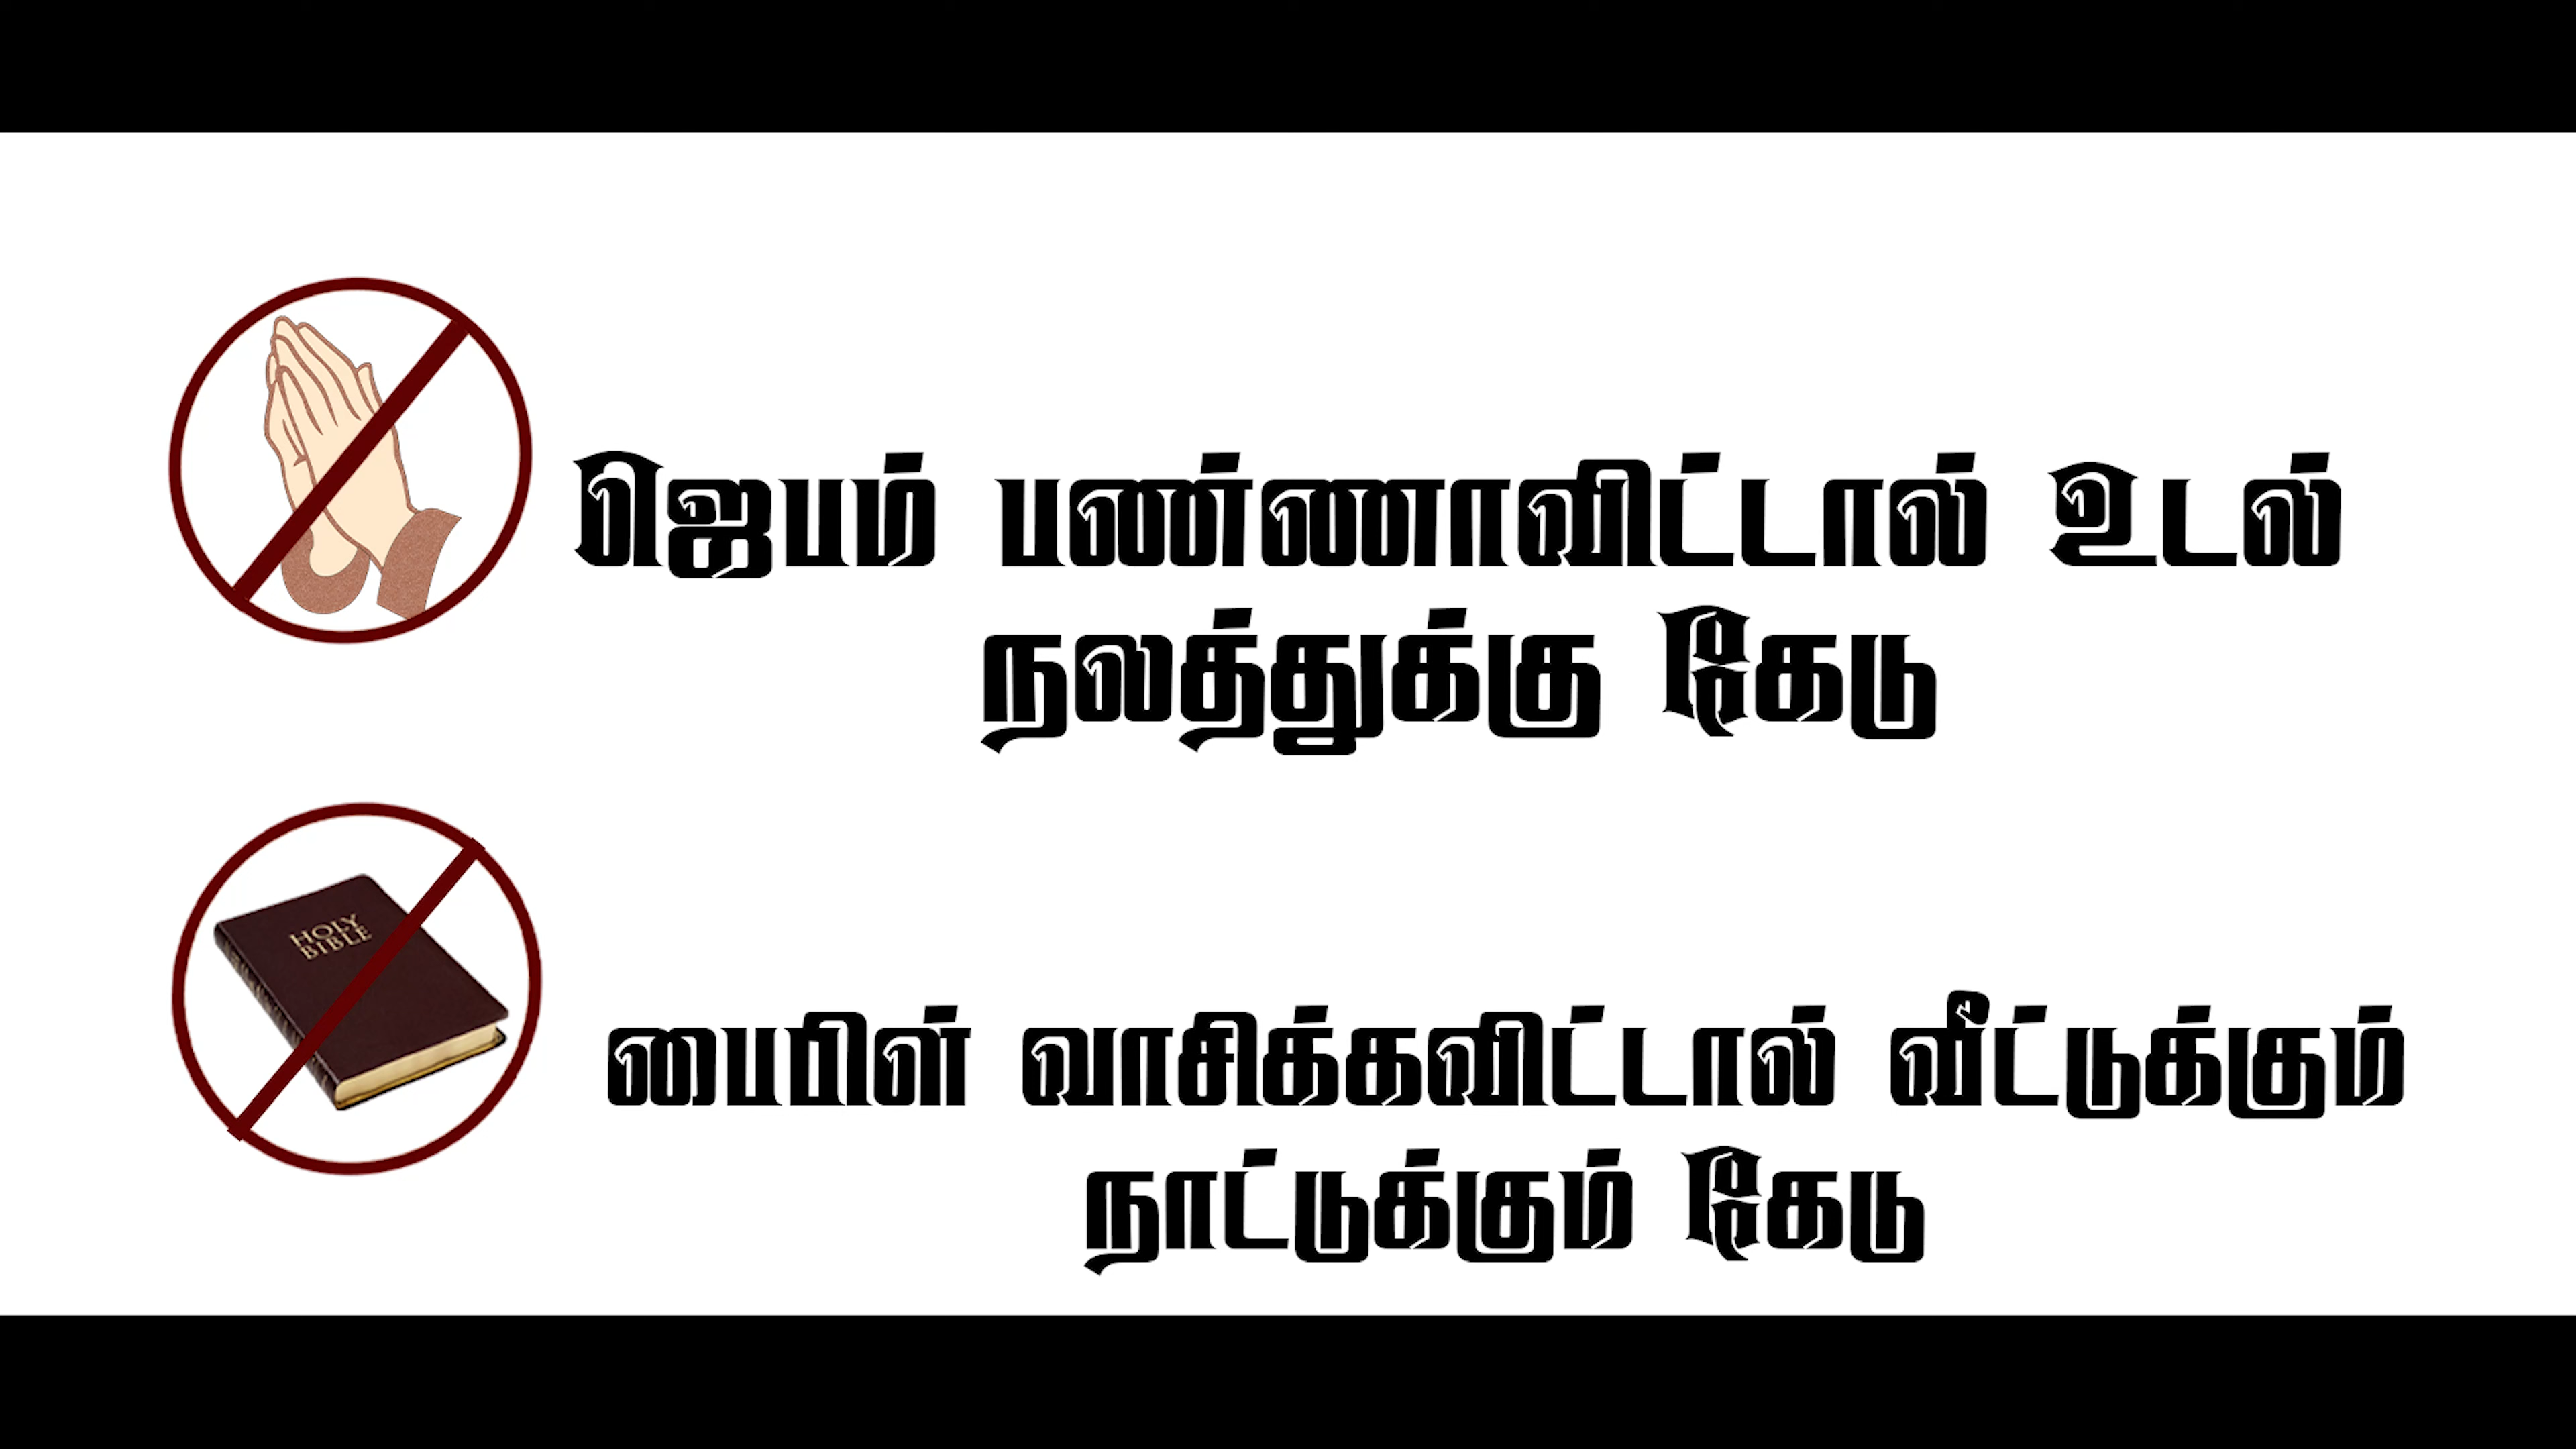 ஜெபம் பண்ணாவிட்டால் உடல்
நலத்துக்கு கேடு
HOLY
BIBLE
பைபிள் வாசிக்கவிட்டால் வீட்டுக்கும்
நாட்டுக்கும் கேடு